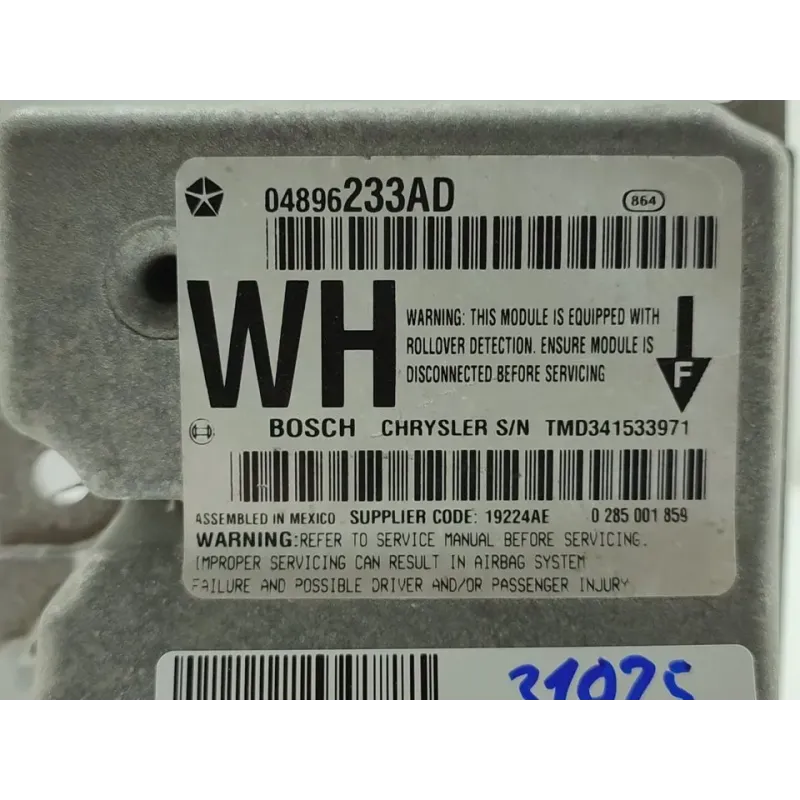 04896233AD 864
WH
WARNING: THIS MODULE IS EQUIPPED WITH
ROLLOVER DETECTION. ENSURE MODULE IS
DISCONNECTED BEFORE SERVICING
F
BOSCH CHRYSLER S/N TMD341533971
ASSEMBLED IN MEXICO SUPPLIER CODE: 19224AE 0 285 001 859
WARNING:REFER TO SERVICE MANUAL BEFORE SERVICING.
IMPROPER SERVICING CAN RESULT IN AIRBAG SYSTEM
FAILURE AND POSSIBLE DRIVER AND/OR PASSENGER INJURY
31025